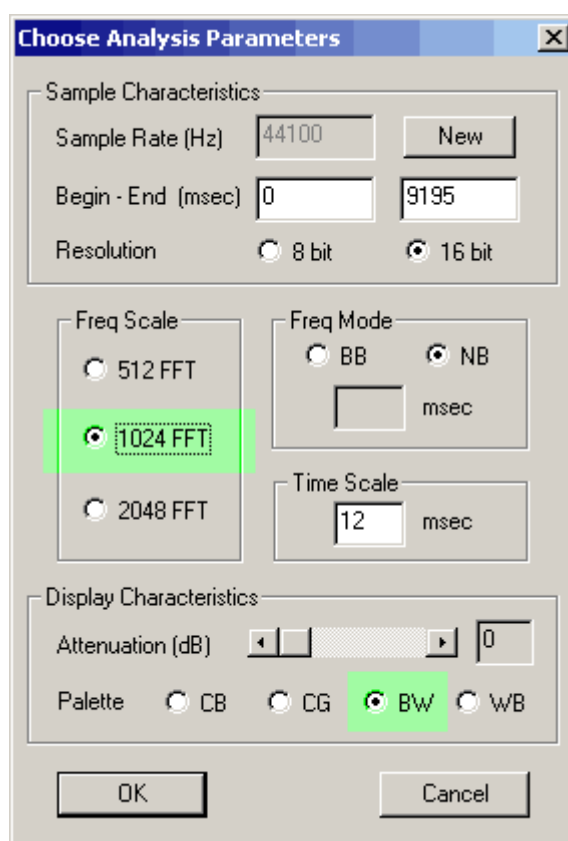 Choose Analysis Parameters
Sample Characteristics
Sample Rate (Hz) 44100 New
Begin - End (msec) 0 9195
Resolution 8 bit 16 bit
Freq Scale
512 FFT
1024 FFT
2048 FFT
Freq Mode
BB NB
msec
Time Scale
12 msec
Display Characteristics
Attenuation (dB) 0
Palette CB CG BW WB
OK Cancel